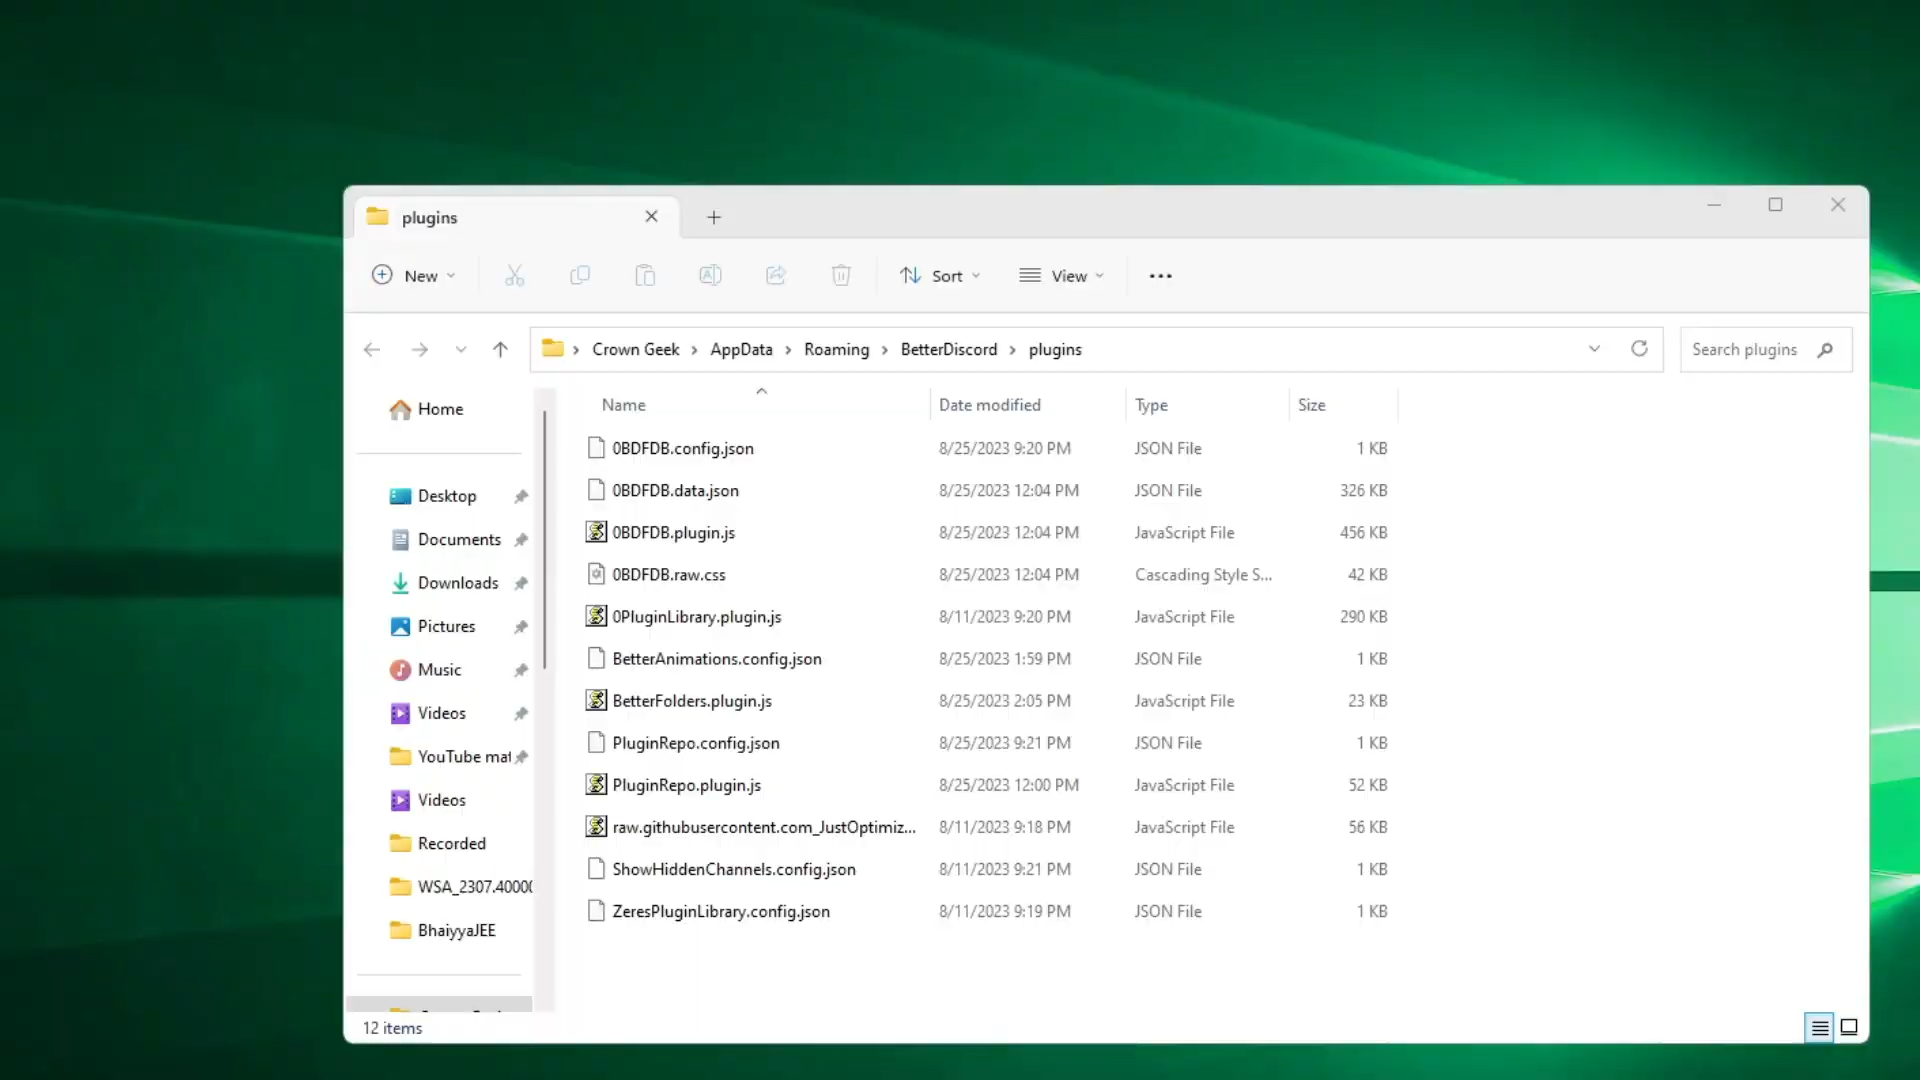 plugins
New
Sort
View
Crown Geek
AppData
Roaming
BetterDiscord
plugins
Search plugins
Home
Desktop
Documents
Downloads
Pictures
Music
Videos
YouTube mat
Videos
Recorded
WSA_2307.40000
BhaiyyaJEE
Name Date modified Type Size
0BDFDB.config.json 8/25/2023 9:20 PM JSON File 1 KB
0BDFDB.data.json 8/25/2023 12:04 PM JSON File 326 KB
0BDFDB.plugin.js 8/25/2023 12:04 PM JavaScript File 456 KB
0BDFDB.raw.css 8/25/2023 12:04 PM Cascading Style S... 42 KB
0PluginLibrary.plugin.js 8/11/2023 9:20 PM JavaScript File 290 KB
BetterAnimations.config.json 8/25/2023 1:59 PM JSON File 1 KB
BetterFolders.plugin.js 8/25/2023 2:05 PM JavaScript File 23 KB
PluginRepo.config.json 8/25/2023 9:21 PM JSON File 1 KB
PluginRepo.plugin.js 8/25/2023 12:00 PM JavaScript File 52 KB
raw.githubusercontent.com_JustOptimiz... 8/11/2023 9:18 PM JavaScript File 56 KB
ShowHiddenChannels.config.json 8/11/2023 9:21 PM JSON File 1 KB
ZeresPluginLibrary.config.json 8/11/2023 9:19 PM JSON File 1 KB
12 items